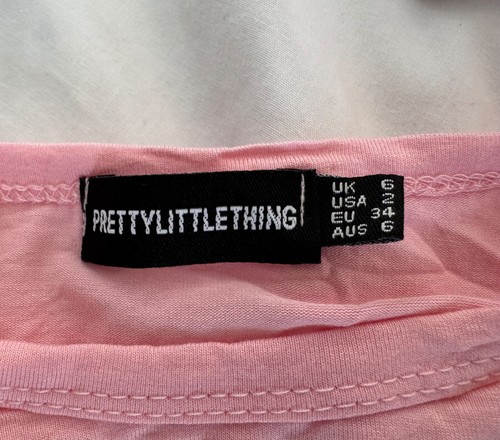 PRETTYLITTLETHING
UK 6
USA 2
EU 34
AUS 6